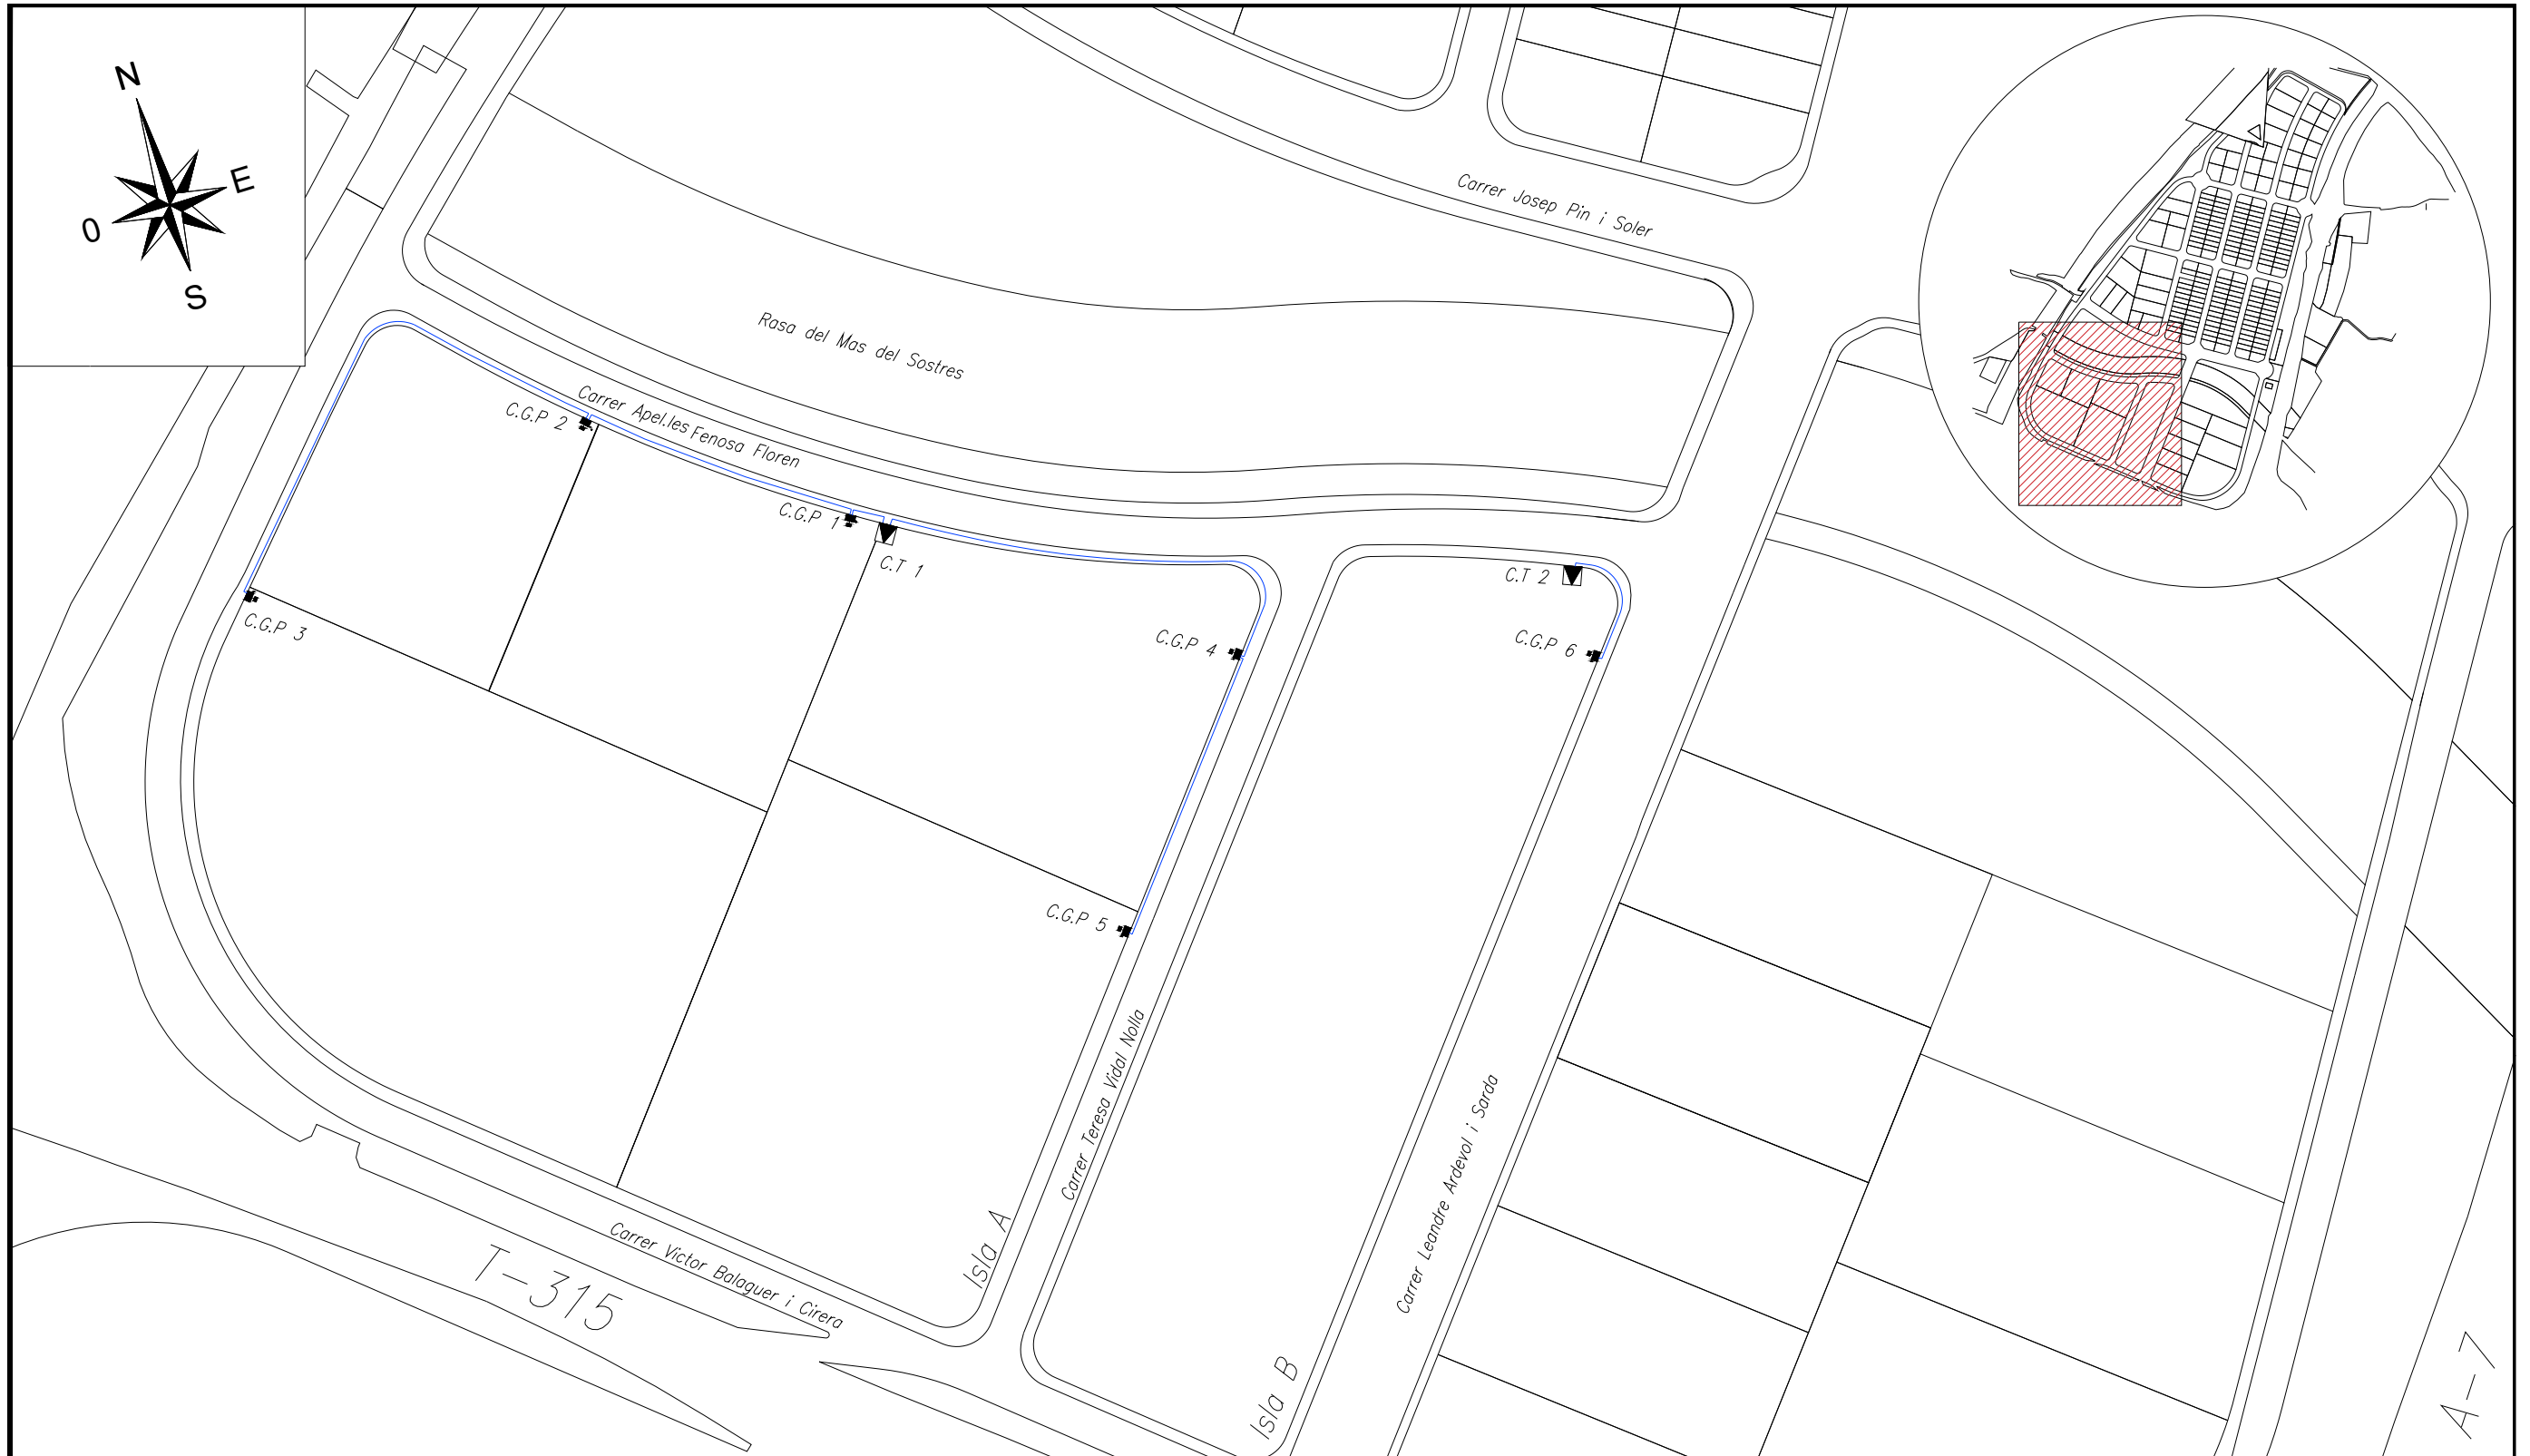 N
E
0
S
Carrer Josep Pin i Soler
Rasa del Mas del Sostres
Carrer Apel.les Fenosa Floren
C.G.P 2
C.G.P 1
C.T 1
C.T 2
C.G.P 3
C.G.P 4
C.G.P 6
C.G.P 5
Carrer Teresa Vidal Nolla
Carrer Leandre Ardevol i Sarda
Isla A
Carrer Victor Balaguer i Cirera
T-315
Isla B
A-7